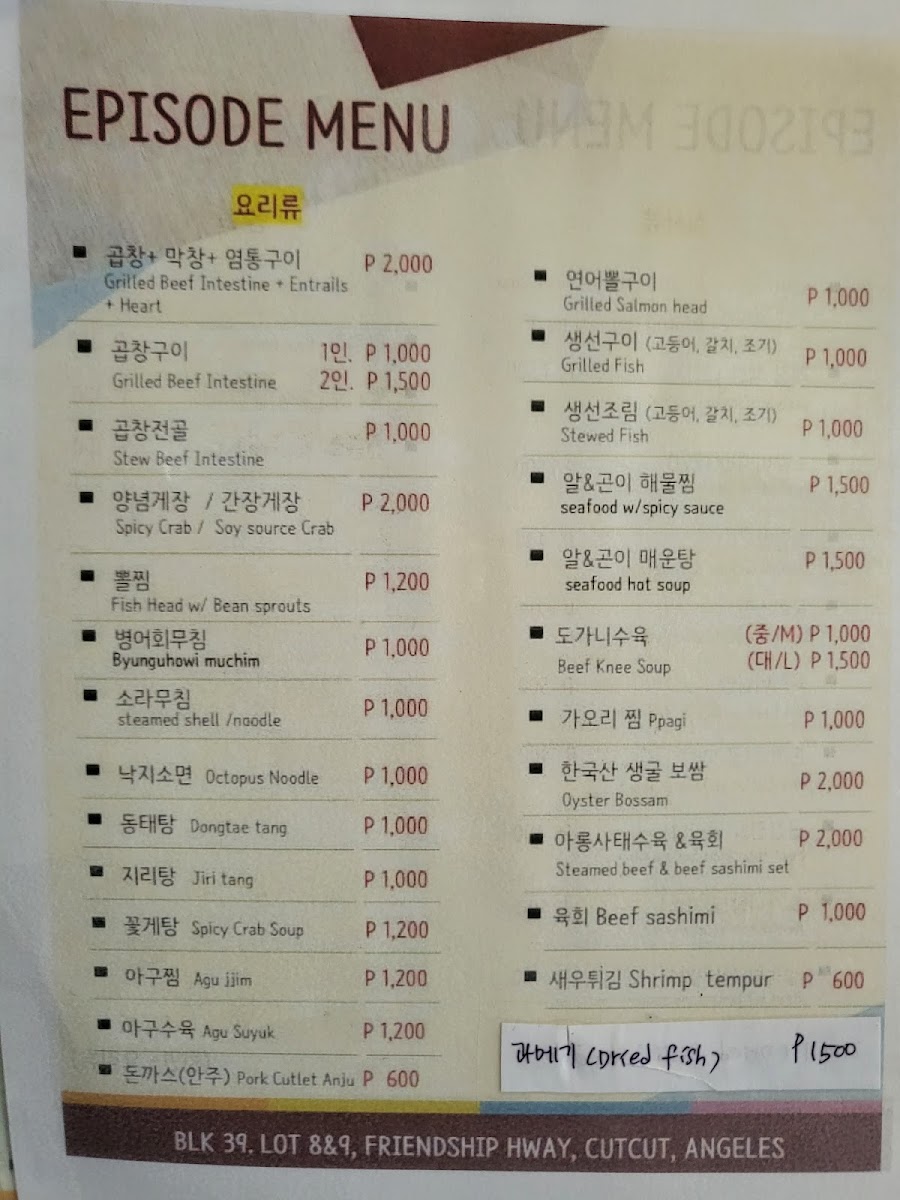 EPISODE MENU
요리류
곱창+ 막창+ 염통구이 P 2,000
Grilled Beef Intestine + Entrails
+ Heart
곱창구이 1인. P 1,000
Grilled Beef Intestine 2인. P 1,500
곱창전골 P 1,000
Stew Beef Intestine
양념게장 / 간장게장 P 2,000
Spicy Crab / Soy source Crab
뽈찜 P 1,200
Fish Head w/ Bean sprouts
병어회무침 P 1,000
Byunguhowi muchim
소라무침 P 1,000
steamed shell /noodle
낙지소면 Octopus Noodle P 1,000
동태탕 Dongtae tang P 1,000
지리탕 Jiri tang P 1,000
꽃게탕 Spicy Crab Soup P 1,200
아구찜 Agu jjim P 1,200
아구수육 Agu Suyuk P 1,200
돈까스(안주) Pork Cutlet Anju P 600
연어뽈구이 P 1,000
Grilled Salmon head
생선구이 (고등어, 갈치, 조기) P 1,000
Grilled Fish
생선조림 (고등어, 갈치, 조기) P 1,000
Stewed Fish
알&곤이 해물찜 P 1,500
seafood w/spicy sauce
알&곤이 매운탕 P 1,500
seafood hot soup
도가니수육 (중/M) P 1,000
Beef Knee Soup (대/L) P 1,500
가오리 찜 Ppagi P 1,000
한국산 생굴 보쌈 P 2,000
Oyster Bossam
아롱사태수육 &육회 P 2,000
Steamed beef & beef sashimi set
육회 Beef sashimi P 1,000
새우튀김 Shrimp tempur P 600
과메기 (Dried fish) P 1500
BLK 39. LOT 8&9, FRIENDSHIP HWAY, CUTCUT, ANGELES